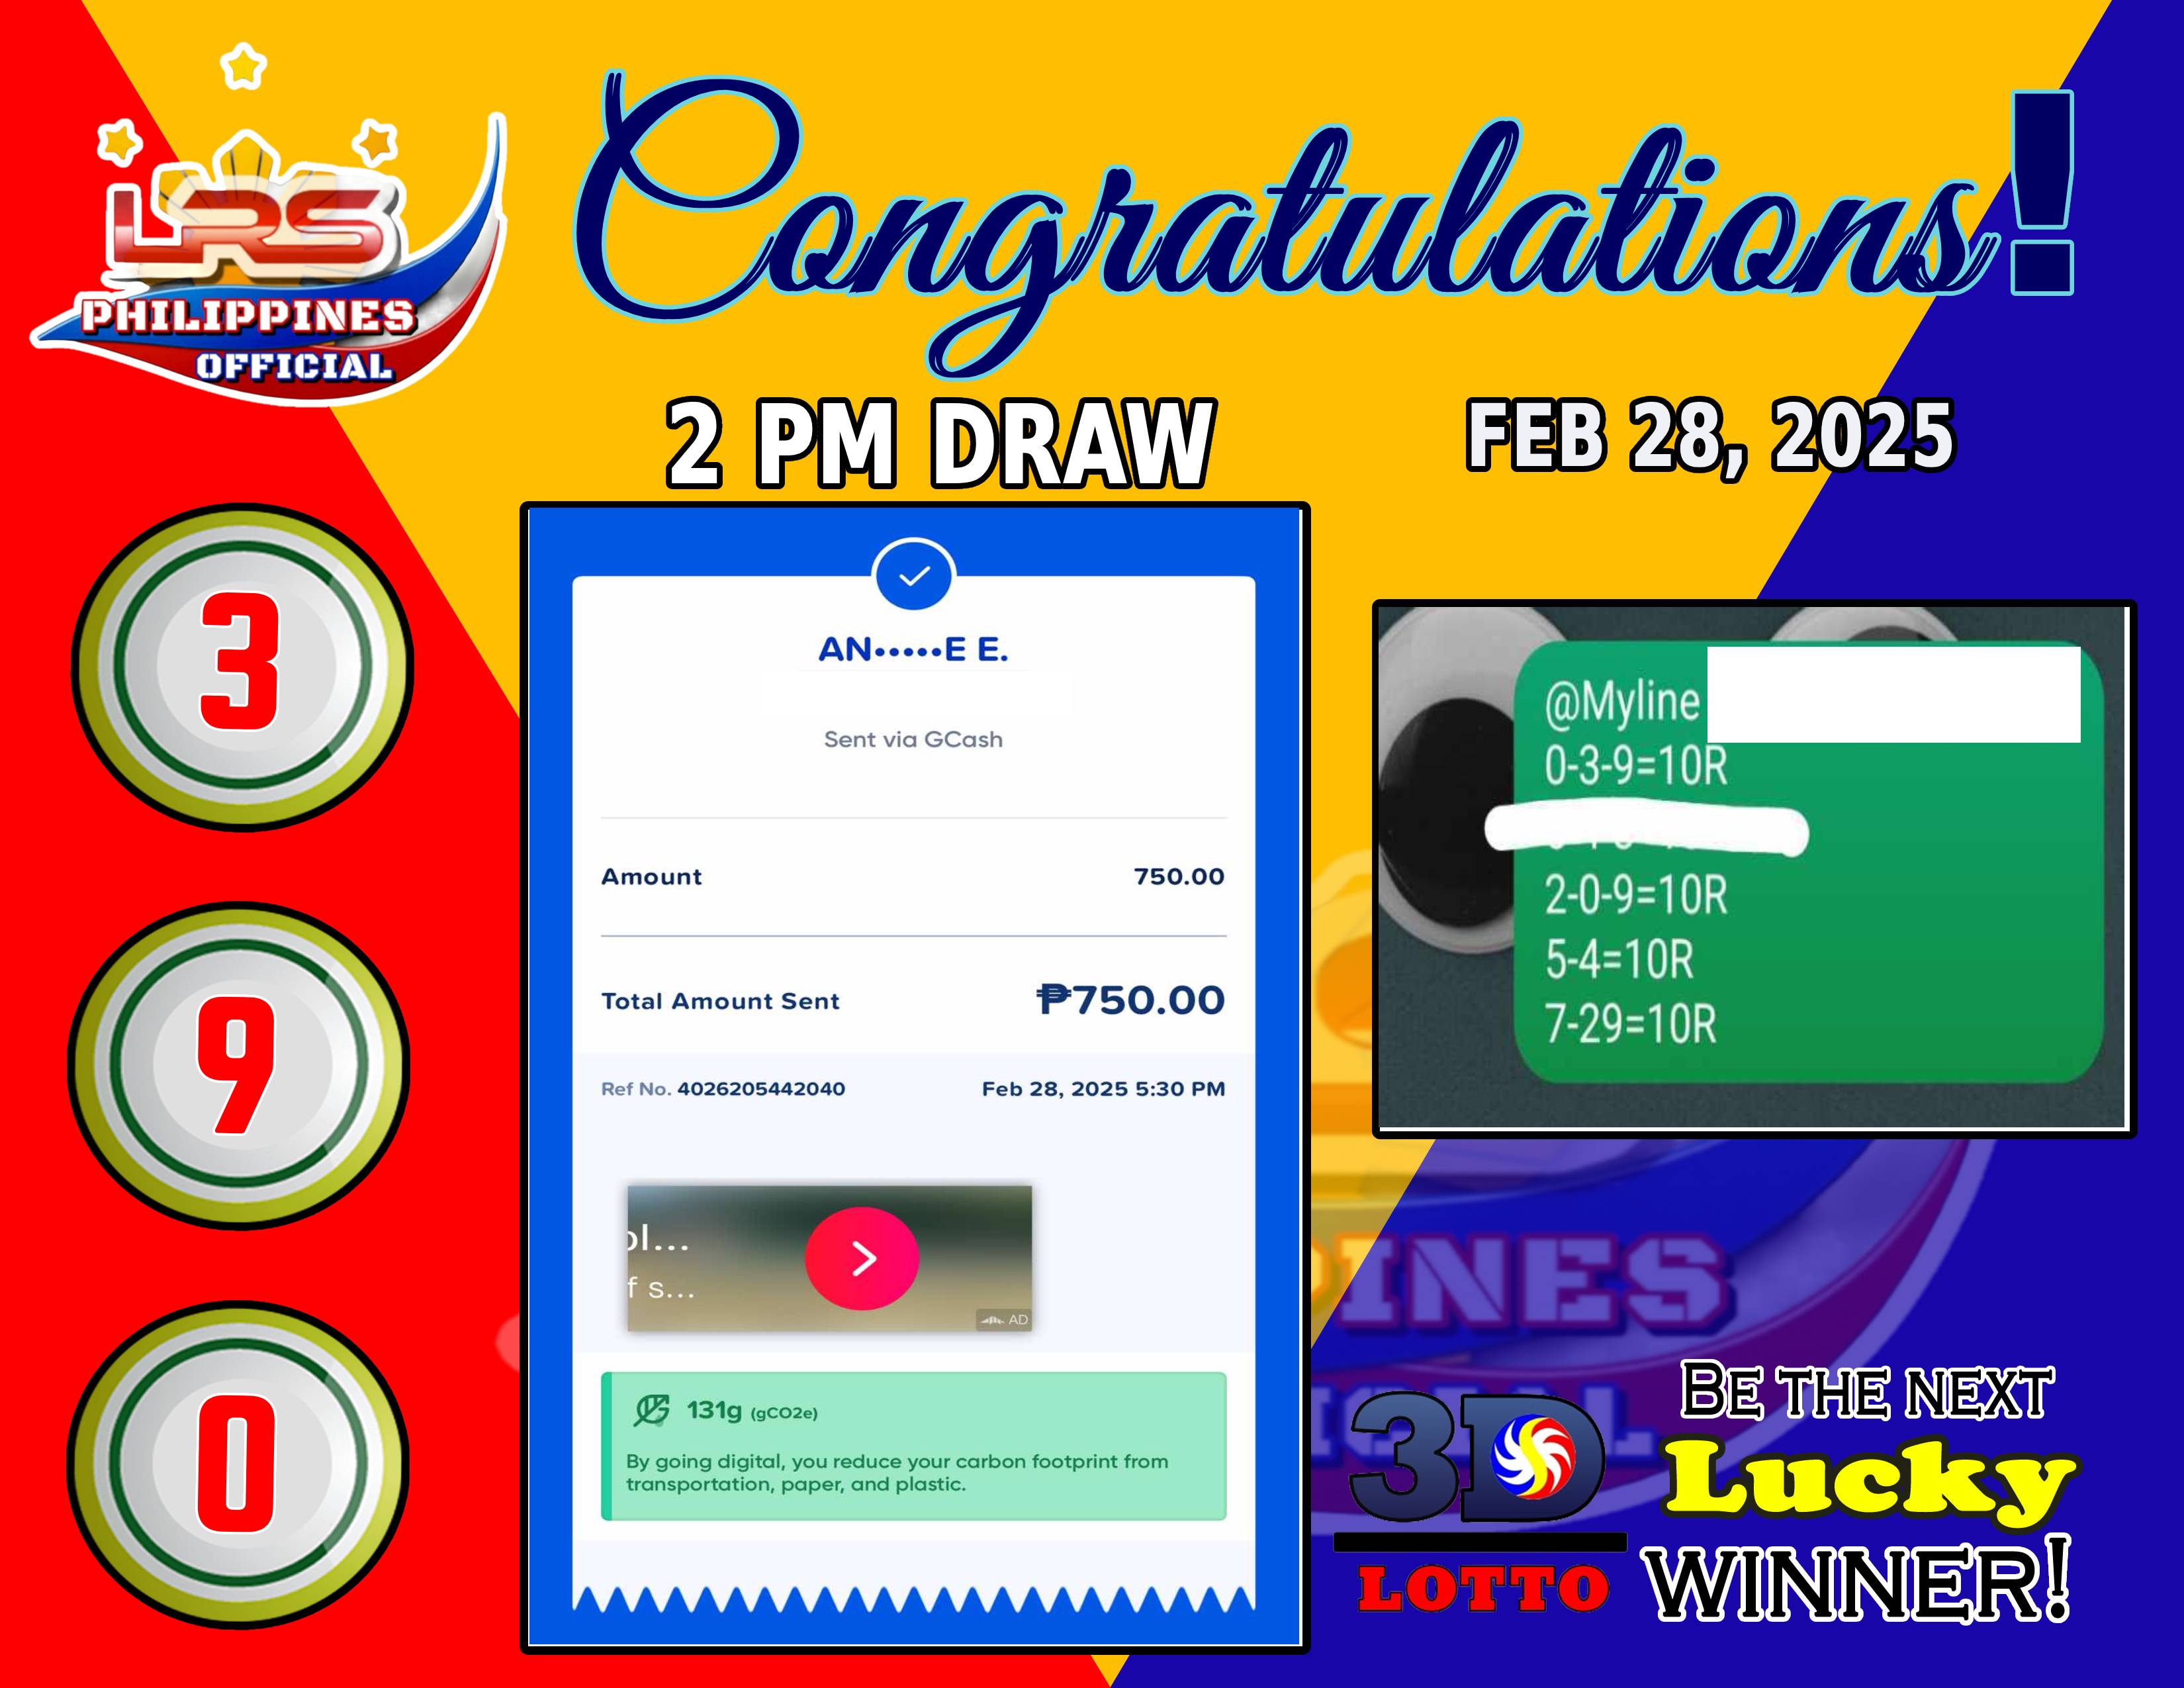 LRS
PHILIPPINES
OFFICIAL
Congratulations!
2 PM DRAW
FEB 28, 2025
3
9
0
AN•••••E E.
Sent via GCash
Amount 750.00
Total Amount Sent ₱750.00
Ref No. 4026205442040 Feb 28, 2025 5:30 PM
ol...
f s...
AD
131g (gCO2e)
By going digital, you reduce your carbon footprint from
transportation, paper, and plastic.
@Myline
0-3-9=10R
2-0-9=10R
5-4=10R
7-29=10R
PINES
3D
LOTTO
BE THE NEXT
Lucky
WINNER!